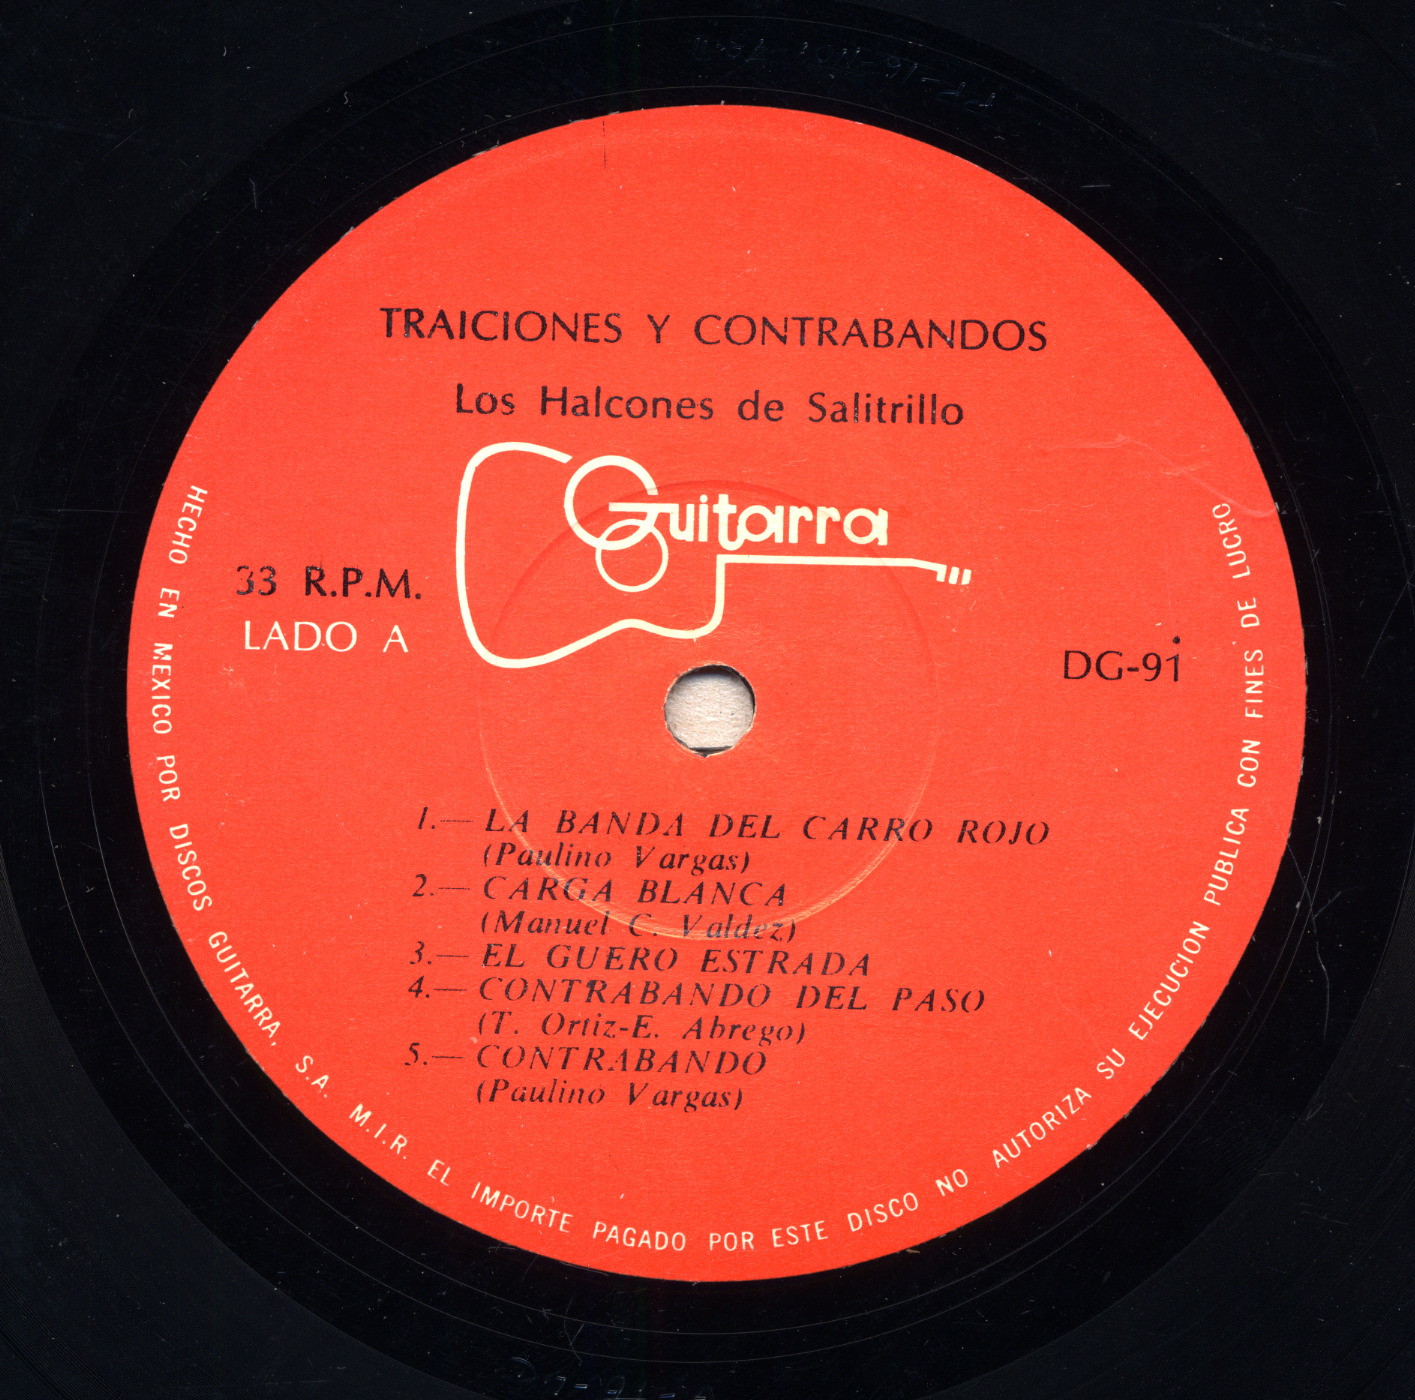 TRAICIONES Y CONTRABANDOS
Los Halcones de Salitrillo
Guitarra
33 R.P.M.
LADO A
DG-91
1.— LA BANDA DEL CARRO ROJO
(Paulino Vargas)
2.— CARGA BLANCA
(Manuel C. Valdez)
3.— EL GUERO ESTRADA
4.— CONTRABANDO DEL PASO
(T. Ortiz-E. Abrego)
5.— CONTRABANDO
(Paulino Vargas)
HECHO EN MEXICO POR DISCOS GUITARRA, S.A. M.I.R. EL IMPORTE PAGADO POR ESTE DISCO NO AUTORIZA SU EJECUCION PUBLICA CON FINES DE LUCRO